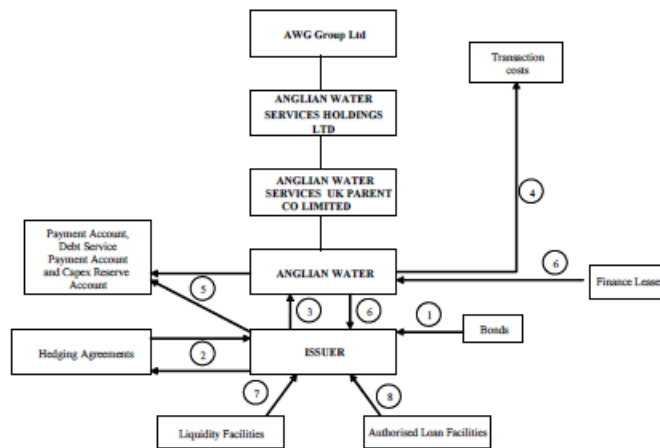 AWG Group Ltd
Transaction
costs
ANGLIAN WATER
SERVICES HOLDINGS
LTD
ANGLIAN WATER
SERVICES UK PARENT
CO LIMITED
4
Payment Account,
Debt Service
Payment Account
and Capex Reserve
Account
ANGLIAN WATER
6
Finance Lease
5
3
6
1
Bonds
Hedging Agreements
2
ISSUER
7
8
Liquidity Facilities
Authorised Loan Facilities